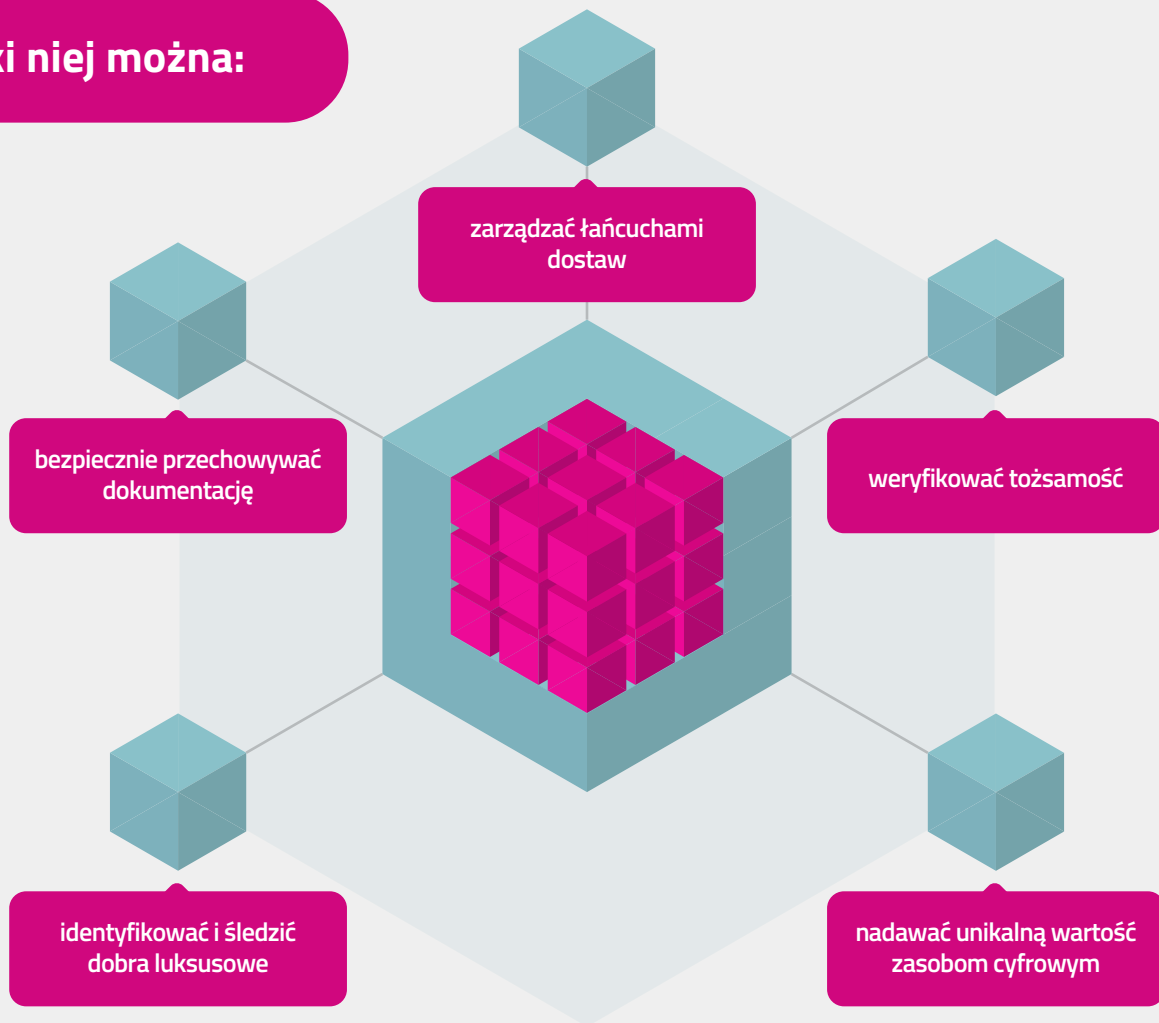 ki niej można:
zarządzać łańcuchami
dostaw
bezpiecznie przechowywać
dokumentację
weryfikować tożsamość
identyfikować i śledzić
dobra luksusowe
nadawać unikalną wartość
zasobom cyfrowym